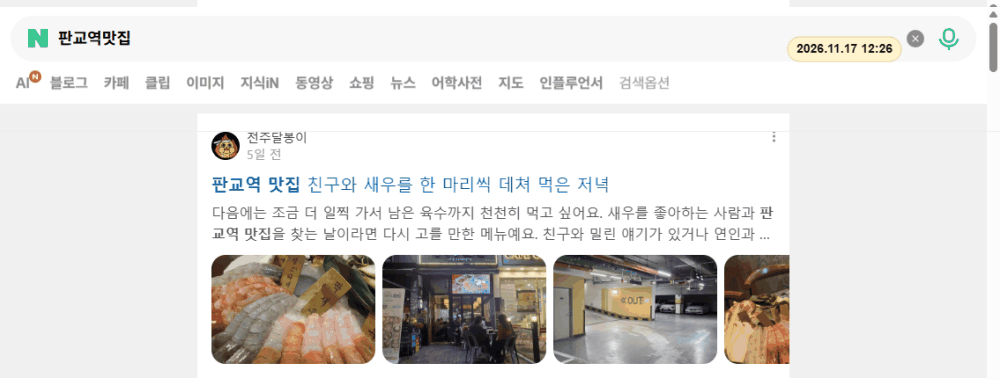 N 판교역맛집
2026.11.17 12:26
AI N 블로그 카페 클립 이미지 지식iN 동영상 쇼핑 뉴스 어학사전 지도 인플루언서 검색옵션
전주달봉이
5일 전
판교역 맛집 친구와 새우를 한 마리씩 데쳐 먹은 저녁
다음에는 조금 더 일찍 가서 남은 육수까지 천천히 먹고 싶어요. 새우를 좋아하는 사람과 판
교역 맛집을 찾는 날이라면 다시 고를 만한 메뉴예요. 친구와 밀린 얘기가 있거나 연인과 ...
OUT